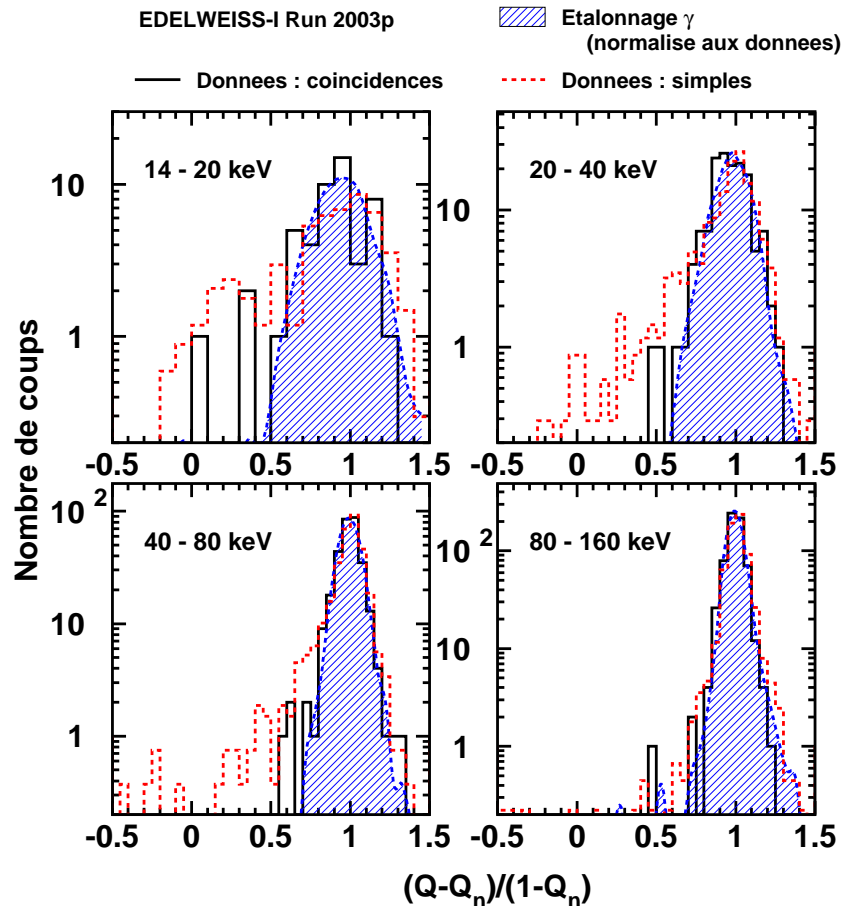 EDELWEISS-I Run 2003p
Etalonnage γ
(normalise aux donnees)
Donnees : coincidences
Donnees : simples
14 - 20 keV
20 - 40 keV
10
1
10
1
-0.5 0 0.5 1 1.5
-0.5 0 0.5 1 1.5
40 - 80 keV
80 - 160 keV
10 2
10
1
10 2
10
1
-0.5 0 0.5 1 1.5
-0.5 0 0.5 1 1.5
Nombre de coups
(Q-Qn)/(1-Qn)